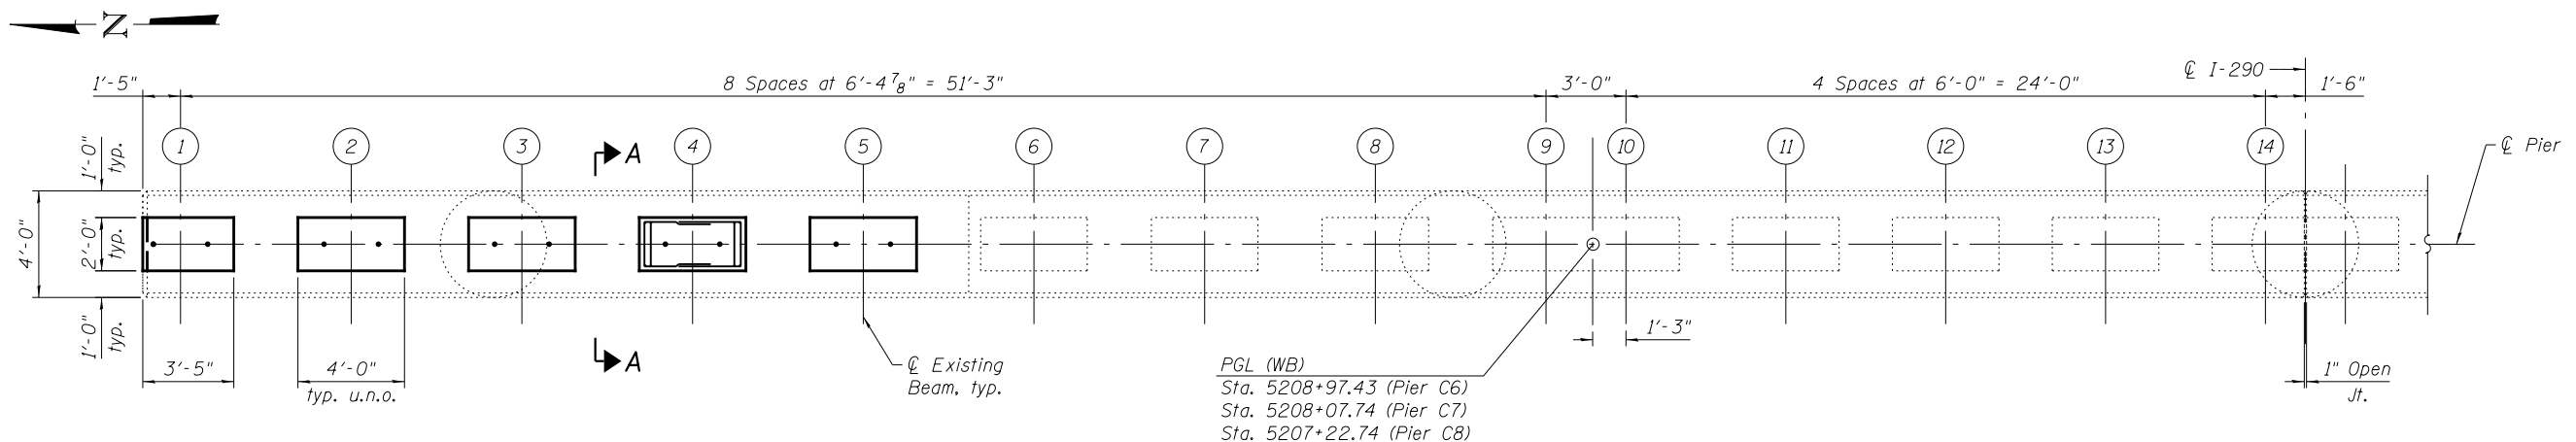 N
1'-5"
8 Spaces at 6'-4 7/8" = 51'-3"
3'-0"
4 Spaces at 6'-0" = 24'-0"
℄ I-290
1'-6"
1 2 3 4 5 6 7 8 9 10 11 12 13 14
A
℄ Pier
1'-0" typ.
4'-0"
2'-0" typ.
1'-0" typ.
3'-5"
4'-0"
typ. u.n.o.
A
℄ Existing
Beam, typ.
1'-3"
PGL (WB)
Sta. 5208+97.43 (Pier C6)
Sta. 5208+07.74 (Pier C7)
Sta. 5207+22.74 (Pier C8)
1" Open
Jt.